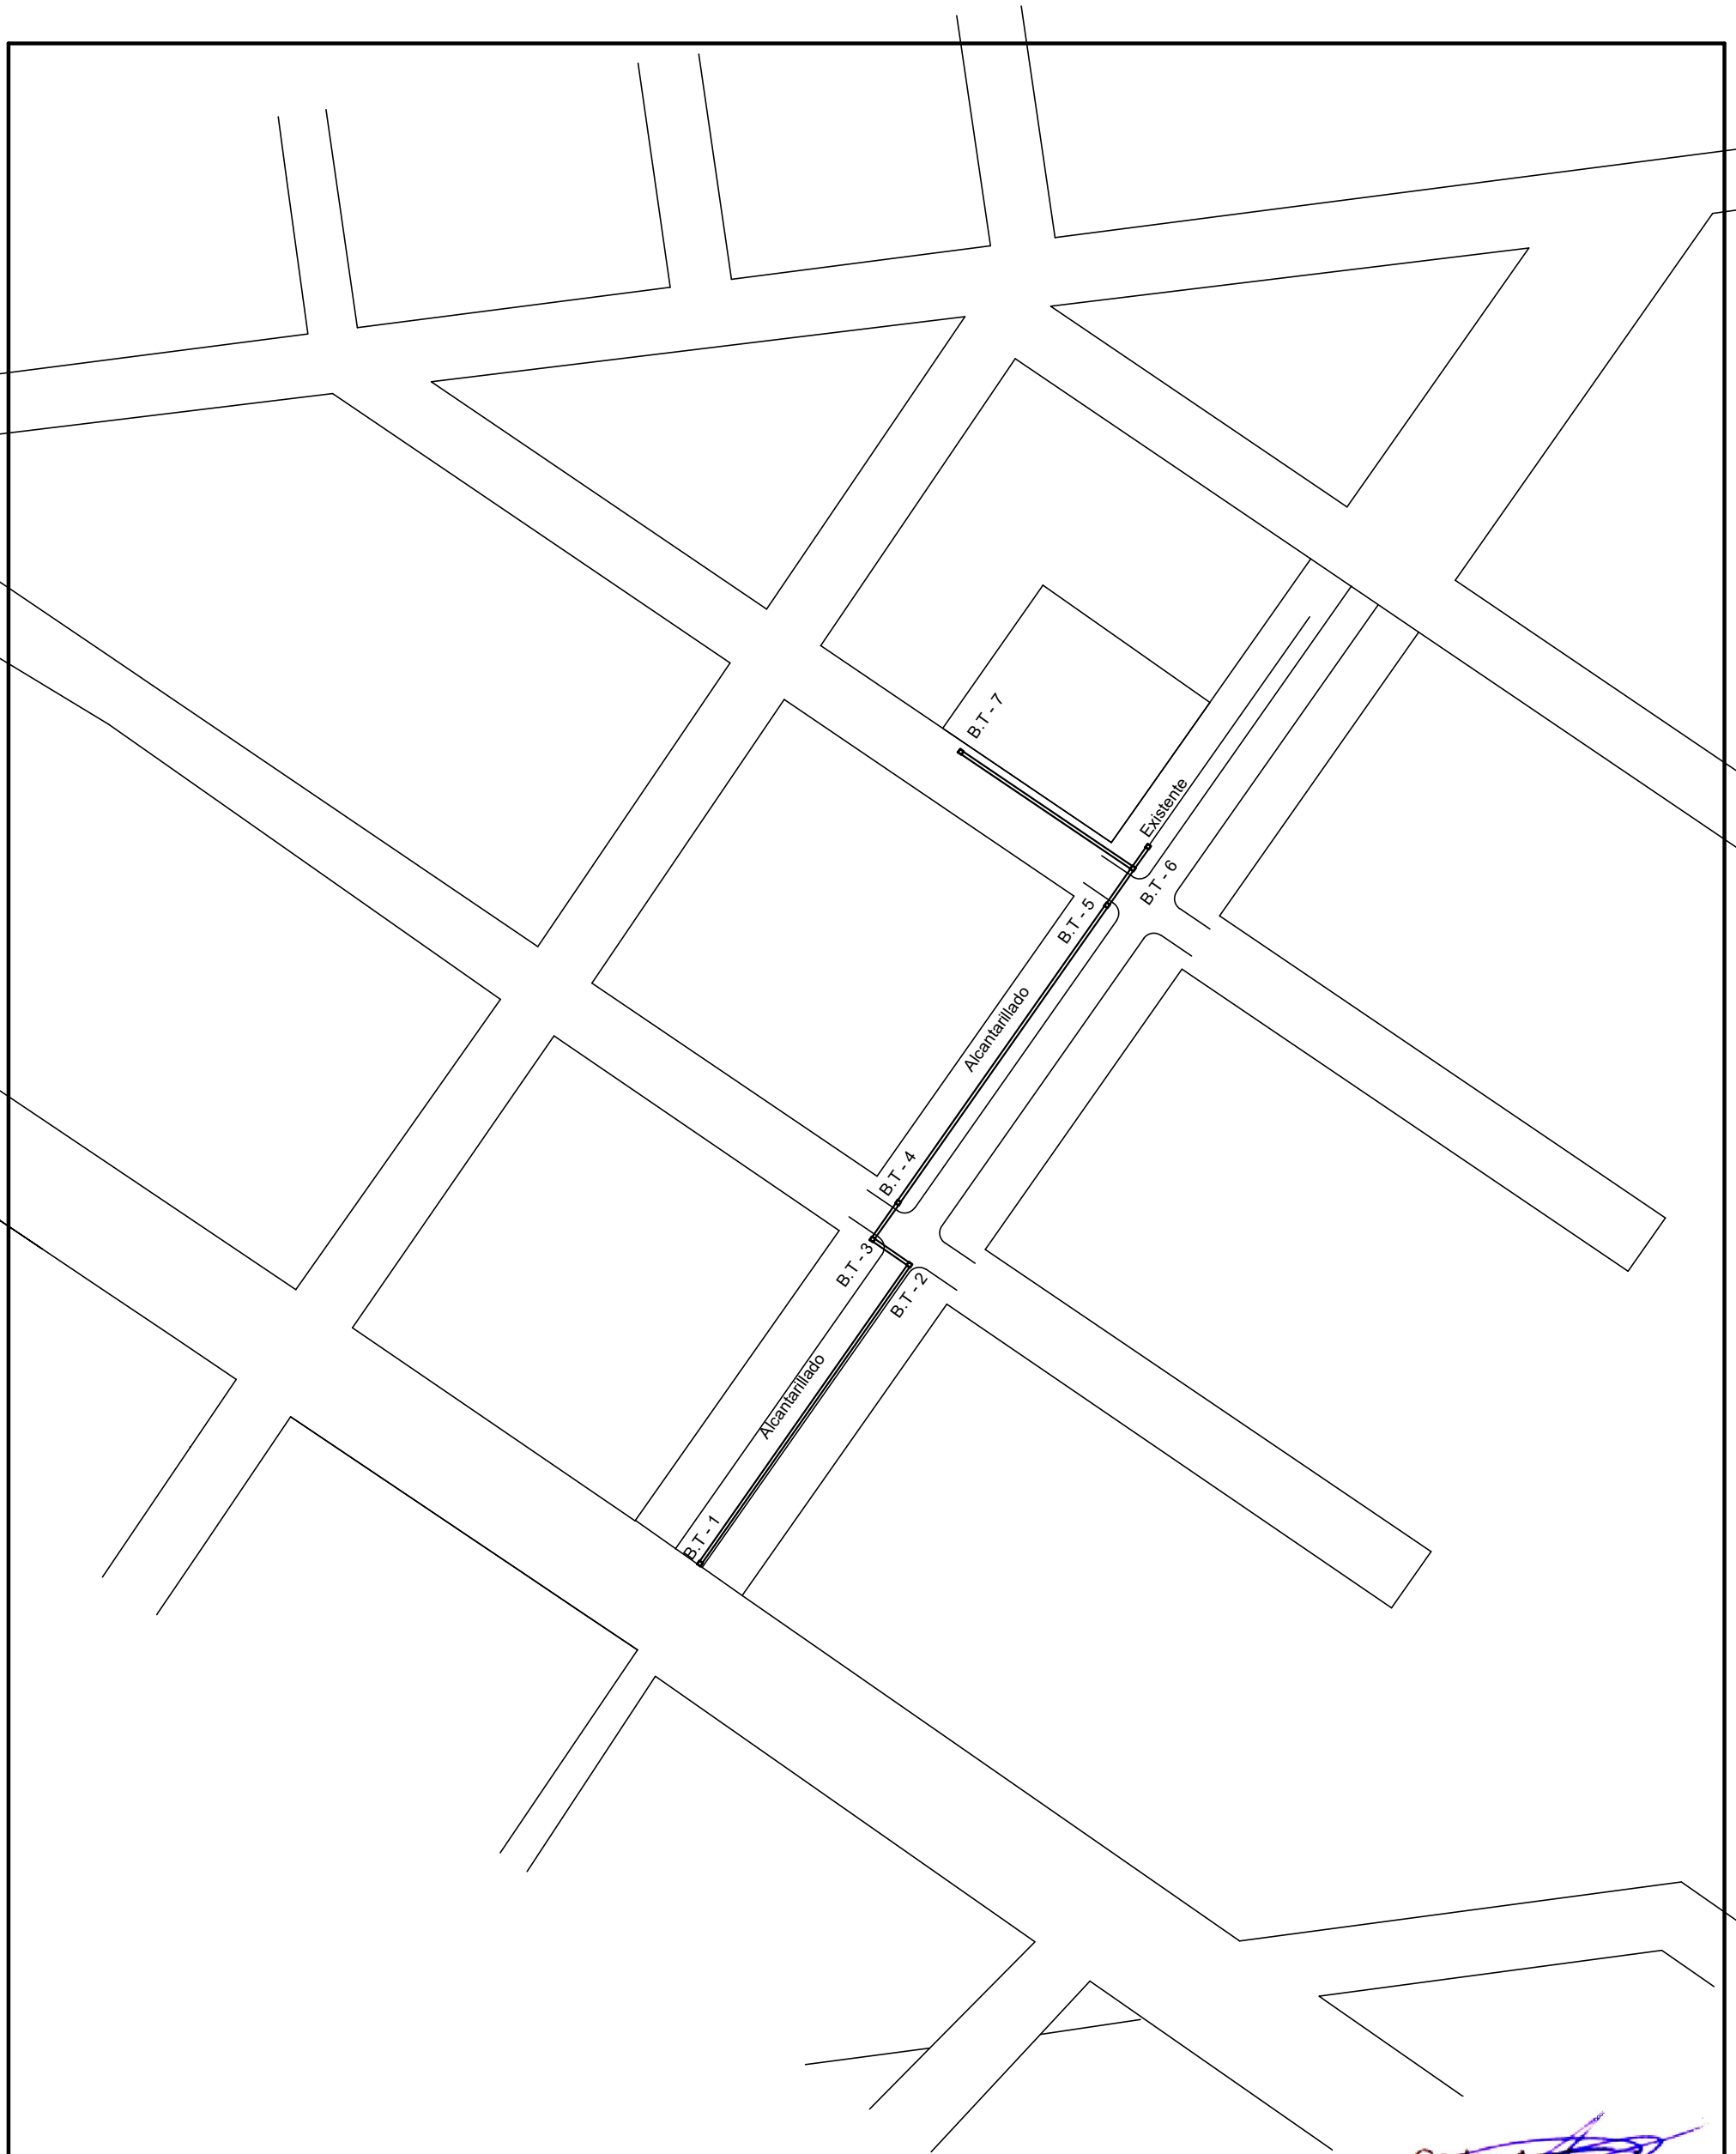 B.T - 7
Existente
B.T - 6
B.T - 5
Alcantarillado
B.T - 4
B.T - 3
B.T - 2
Alcantarillado
B.T - 1